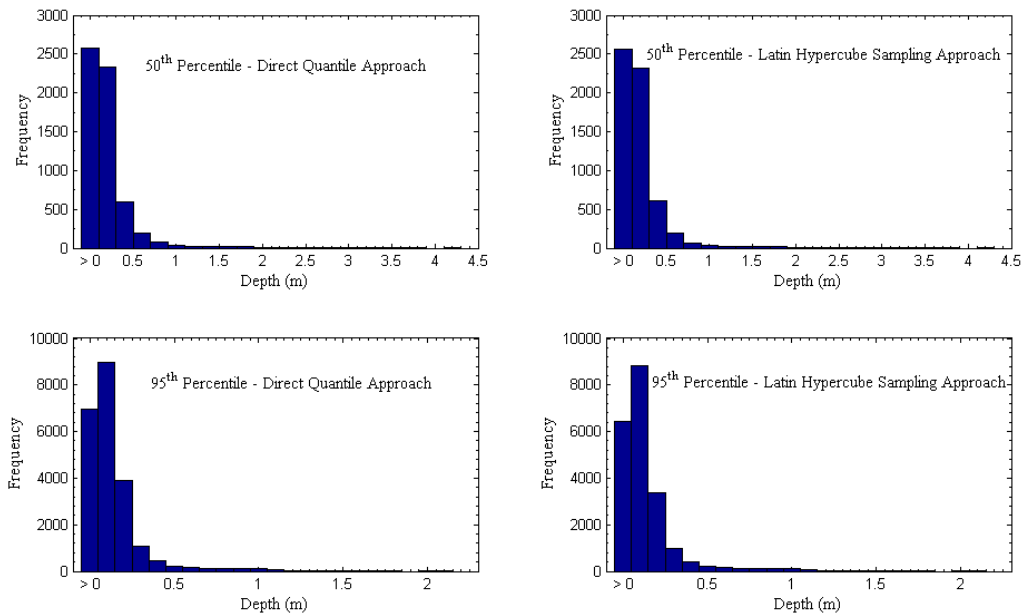 3000
2500
2000
1500
1000
500
0
Frequency
50th Percentile - Direct Quantile Approach
> 0 0.5 1 1.5 2 2.5 3 3.5 4 4.5
Depth (m)
3000
2500
2000
1500
1000
500
0
Frequency
50th Percentile - Latin Hypercube Sampling Approach
> 0 0.5 1 1.5 2 2.5 3 3.5 4 4.5
Depth (m)
10000
8000
6000
4000
2000
0
Frequency
95th Percentile - Direct Quantile Approach
> 0 0.5 1 1.5 2
Depth (m)
10000
8000
6000
4000
2000
0
Frequency
95th Percentile - Latin Hypercube Sampling Approach
> 0 0.5 1 1.5 2
Depth (m)